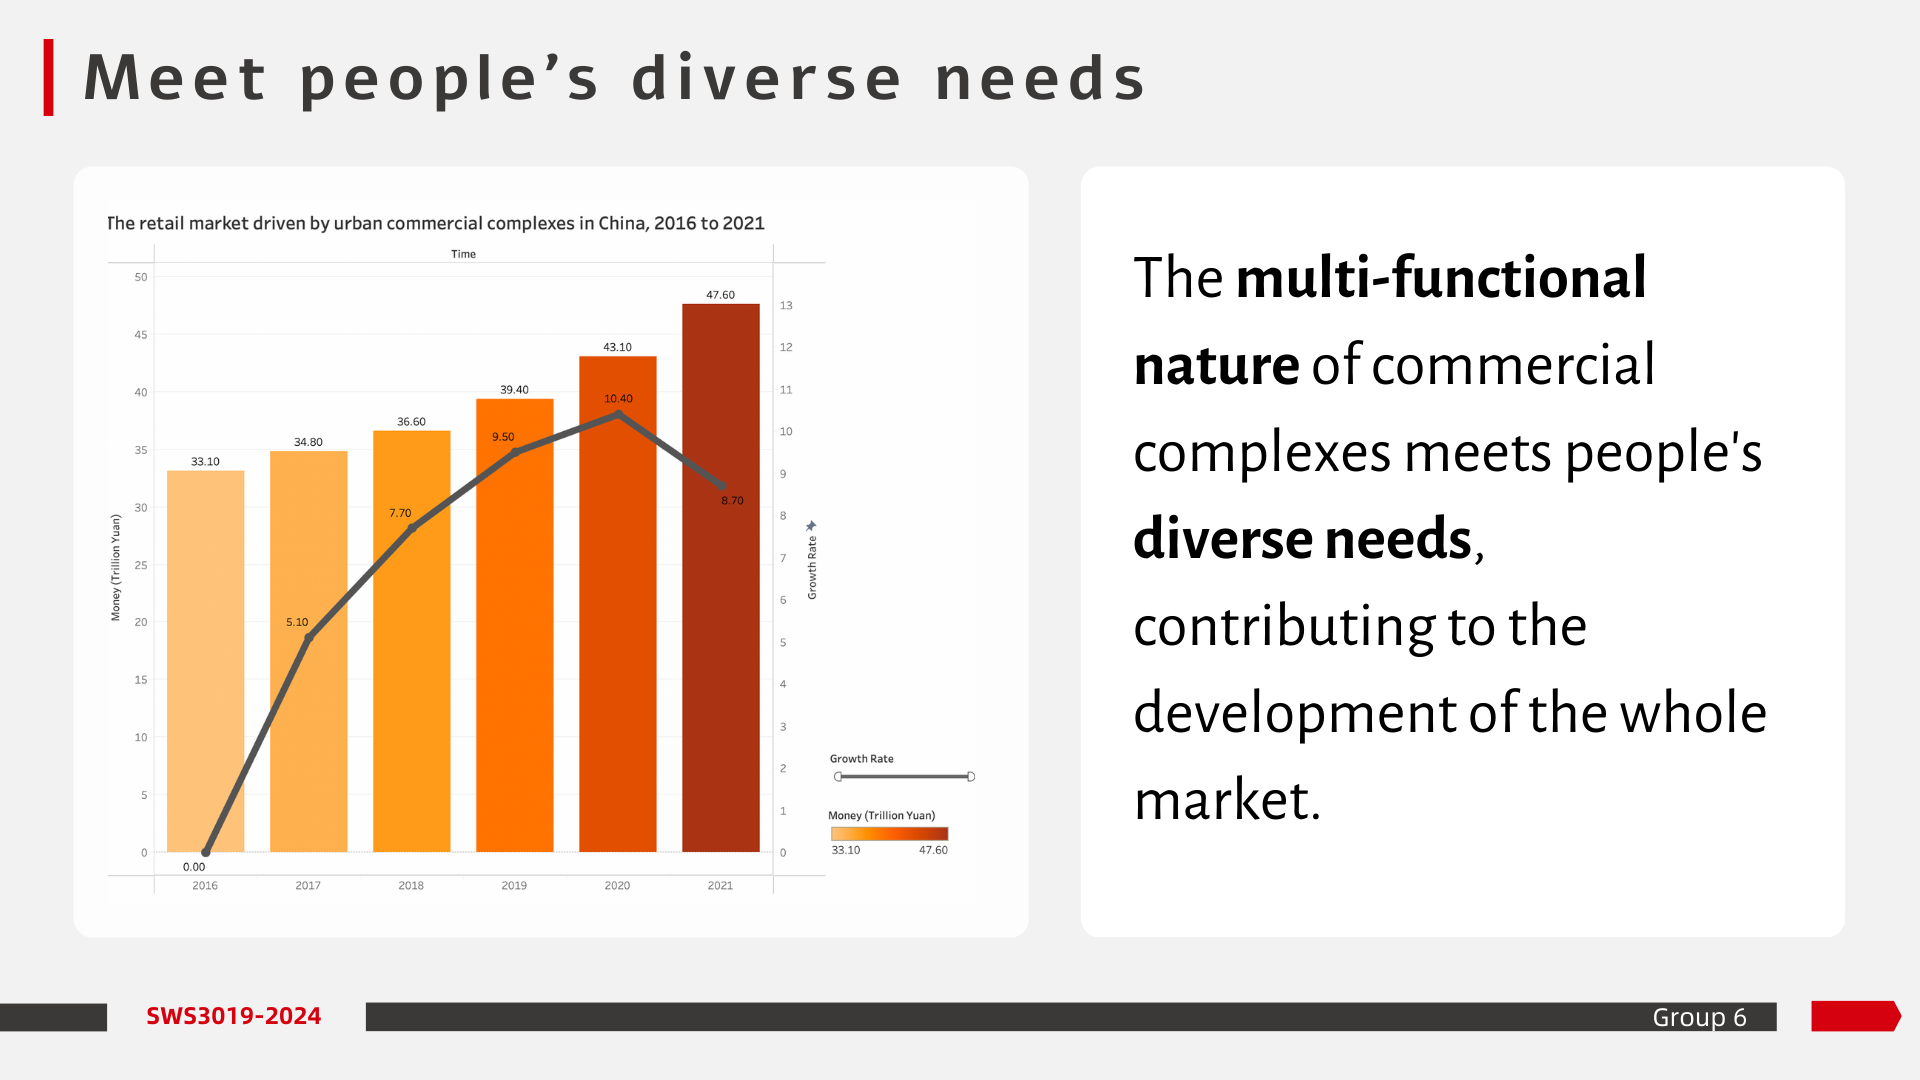 Meet people’s diverse needs
The retail market driven by urban commercial complexes in China, 2016 to 2021
Time
50
45
40
35
30
25
20
15
10
5
0
Money (Trillion Yuan)
33.10
34.80
36.60
39.40
43.10
47.60
0.00
5.10
7.70
9.50
10.40
8.70
13
12
11
10
9
8
7
6
5
4
3
2
1
0
Growth Rate
2016
2017
2018
2019
2020
2021
Growth Rate
Money (Trillion Yuan)
33.10
47.60
The multi-functional
nature of commercial
complexes meets people's
diverse needs,
contributing to the
development of the whole
market.
SWS3019-2024
Group 6